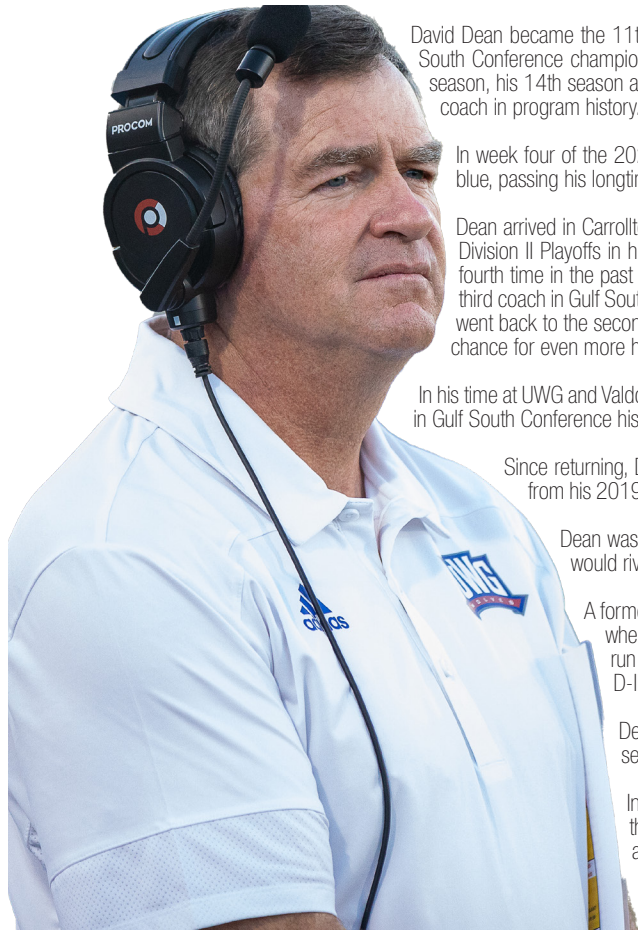 David Dean became the 11t
South Conference champio
season, his 14th season a
coach in program history.
In week four of the 20
blue, passing his longti
Dean arrived in Carrollt
Division II Playoffs in h
fourth time in the past
third coach in Gulf Sout
went back to the secon
chance for even more h
In his time at UWG and Valdo
in Gulf South Conference his
Since returning, D
from his 2019
Dean was
would riv
A forme
whe
run
D-I
De
se
In
th
a
PROCOM
UWG
WOLVES
adidas